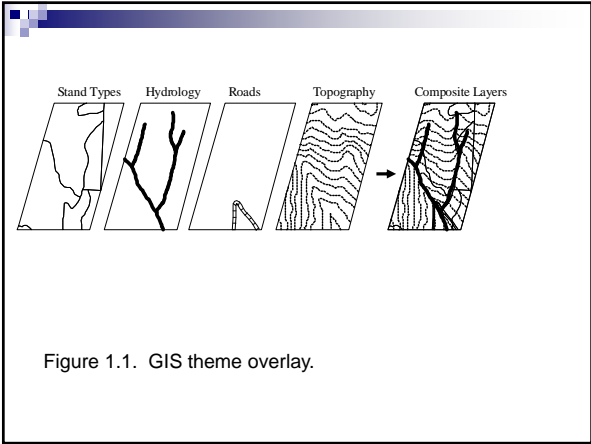 Stand Types Hydrology Roads Topography Composite Layers
Figure 1.1. GIS theme overlay.